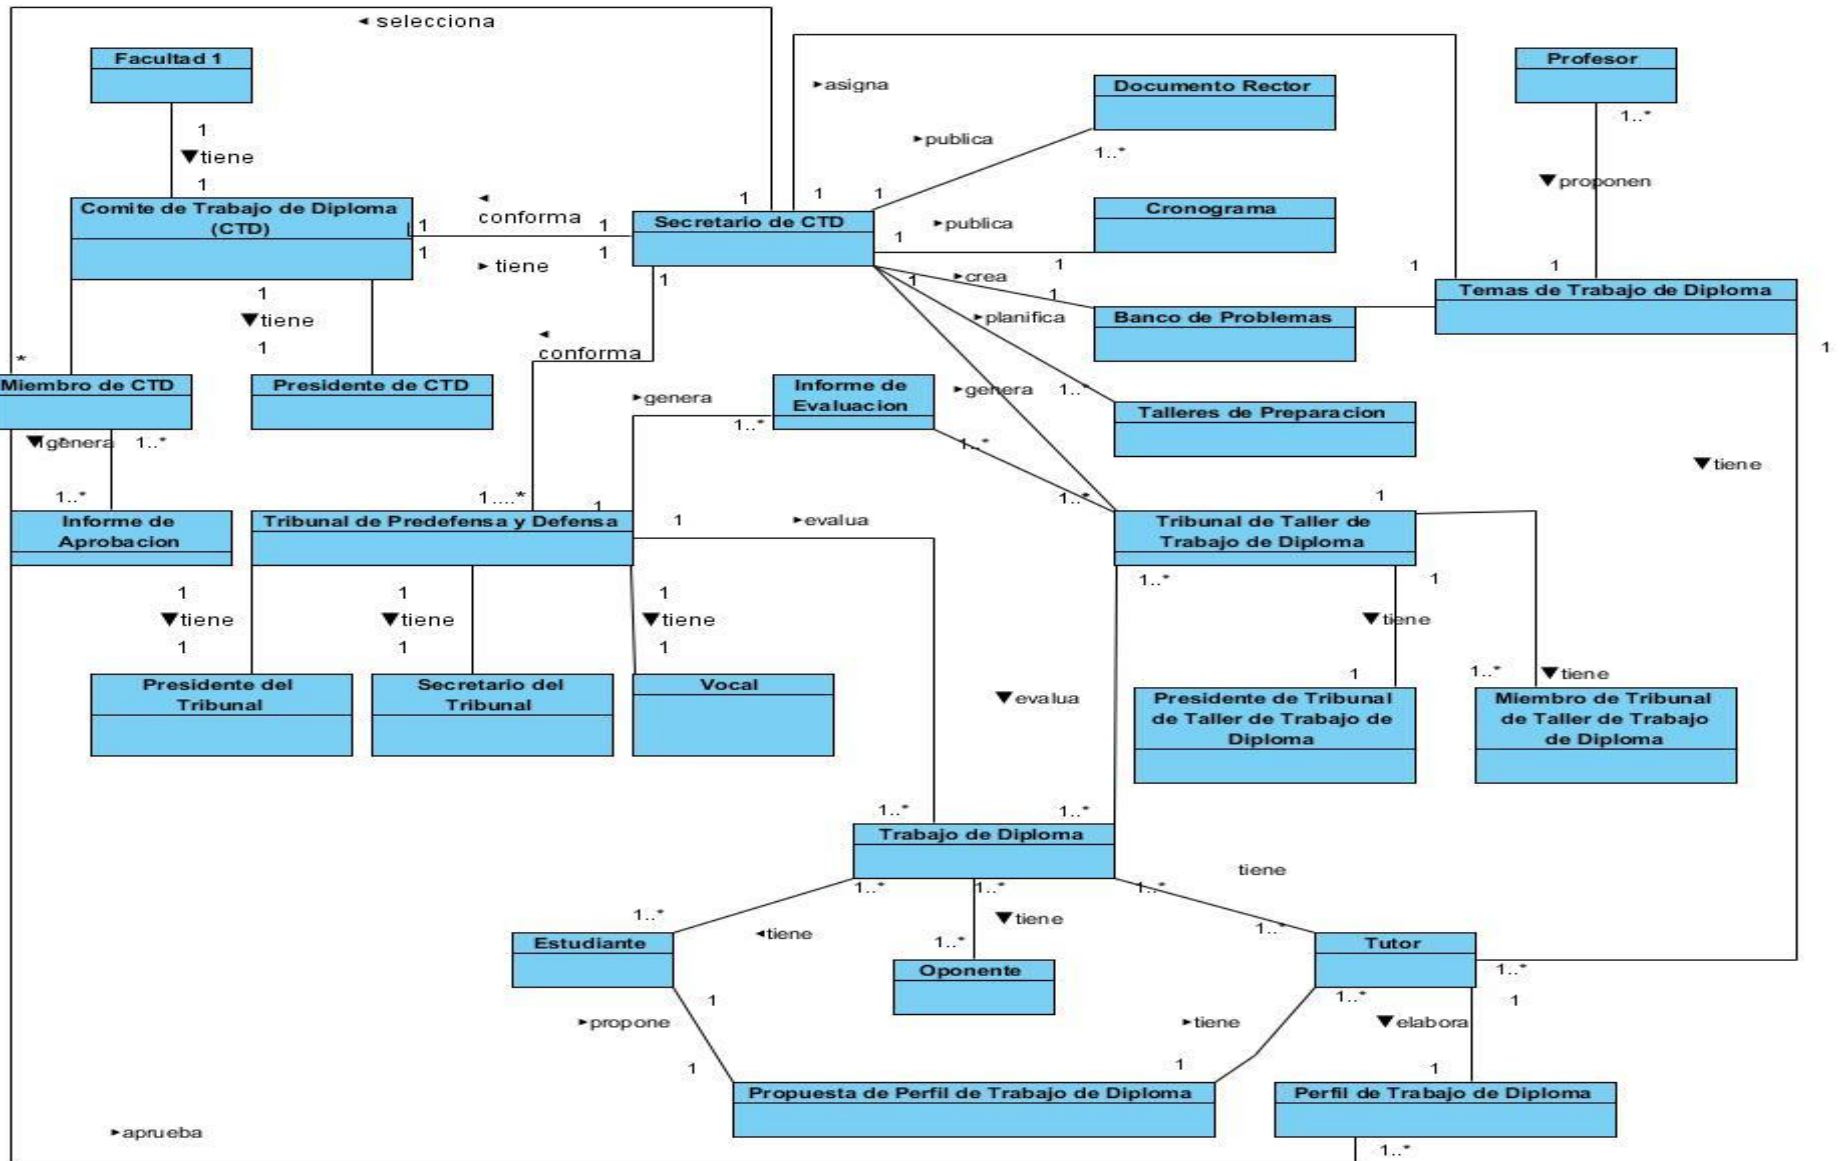 ◄ selecciona
Facultad 1
Profesor
►asigna
Documento Rector
1..*
►publica
1..*
1
▼tiene
1
▼proponen
1
1
1
Comite de Trabajo de Diploma
(CTD)
◄
conforma
1
1
Secretario de CTD
Cronograma
►publica
1
1
1
► tiene
1
1
1
1
►crea
1
1
1
Temas de Trabajo de Diploma
1
▼tiene
1
►planifica
Banco de Problemas
◄
conforma
1
*
Miembro de CTD
Presidente de CTD
►genera
Informe de
Evaluacion
►genera
1..*
Talleres de Preparacion
1..*
▼genera
1..*
1..*
▼tiene
1..*
1....*
1
1..*
1
Informe de
Aprobacion
Tribunal de Predefensa y Defensa
1
►evalua
Tribunal de Taller de
Trabajo de Diploma
1..*
1
1
▼tiene
1
1
▼tiene
1
1
▼tiene
1
▼tiene
1
1..*
▼tiene
Presidente del
Tribunal
Secretario del
Tribunal
Vocal
▼evalua
Presidente de Tribunal
de Taller de Trabajo de
Diploma
Miembro de Tribunal
de Taller de Trabajo
de Diploma
1..*
1..*
Trabajo de Diploma
1..*
1..*
1..*
tiene
1..*
◄tiene
▼tiene
1..*
1..*
Estudiante
Oponente
Tutor
1..*
1
1..*
1
►propone
►tiene
▼elabora
1
1
1
Propuesta de Perfil de Trabajo de Diploma
Perfil de Trabajo de Diploma
►aprueba
1..*